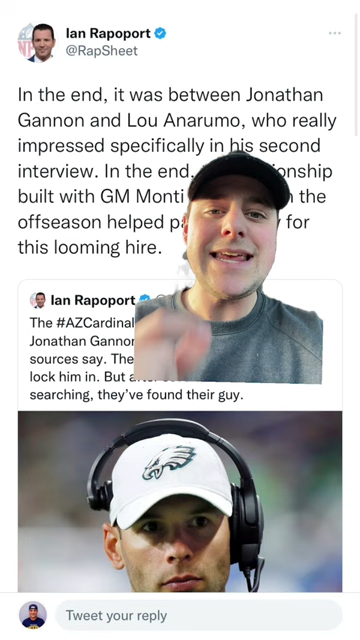 Ian Rapoport
@RapSheet
In the end, it was between Jonathan
Gannon and Lou Anarumo, who really
impressed specifically in his second
interview. In the end,
built with GM Monti the
offseason helped for
this looming hire.
Ian Rapoport
The #AZCardinal
Jonathan
sources say. The
lock him in. But
searching, they've found their guy.
Tweet your reply